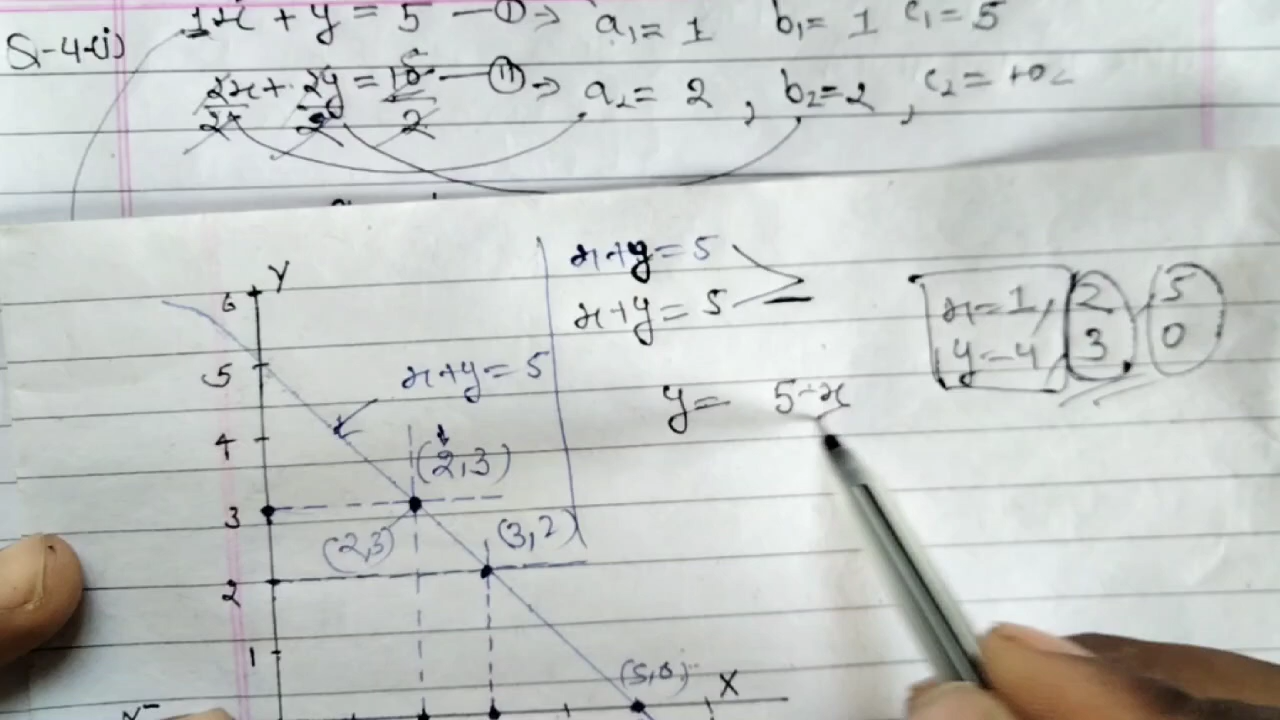 Q-4-(i)
1x + y = 5 — (I) ⇒ a₁= 1 b₁= 1 c₁= 5
2x + 2y = 10 — (II) ⇒ a₂= 2 , b₂=2 , c₂=
2 2 2
Y
6
5
4
3
2
1
x+y= 5
(2,3)
(2,3)
(3,2)
(5,0)
X
x+y= 5
x+y= 5
y= 5-x
x=1, 2, 5
y=4, 3 0